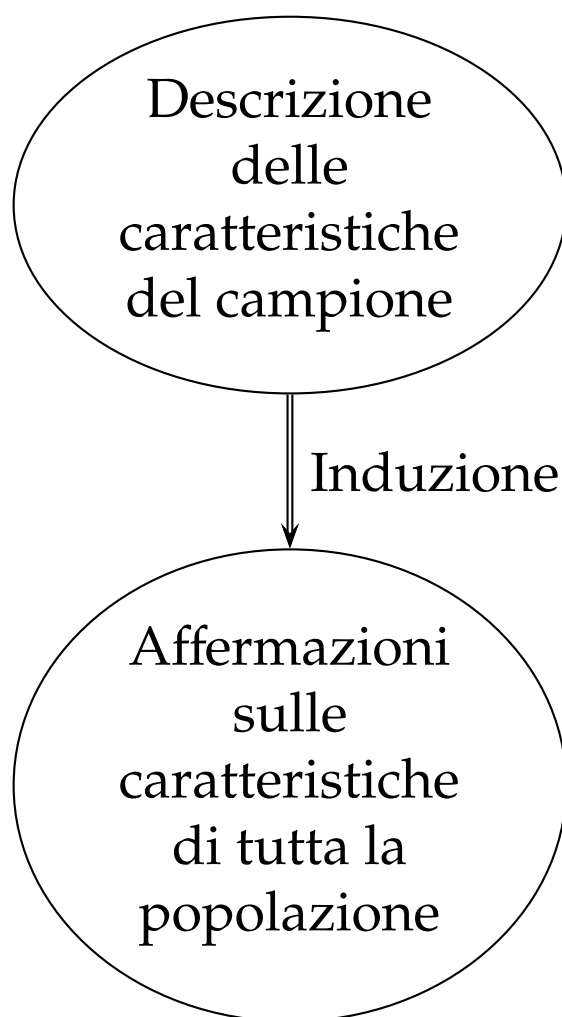 Descrizione
delle
caratteristiche
del campione
Induzione
Affermazioni
sulle
caratteristiche
di tutta la
popolazione